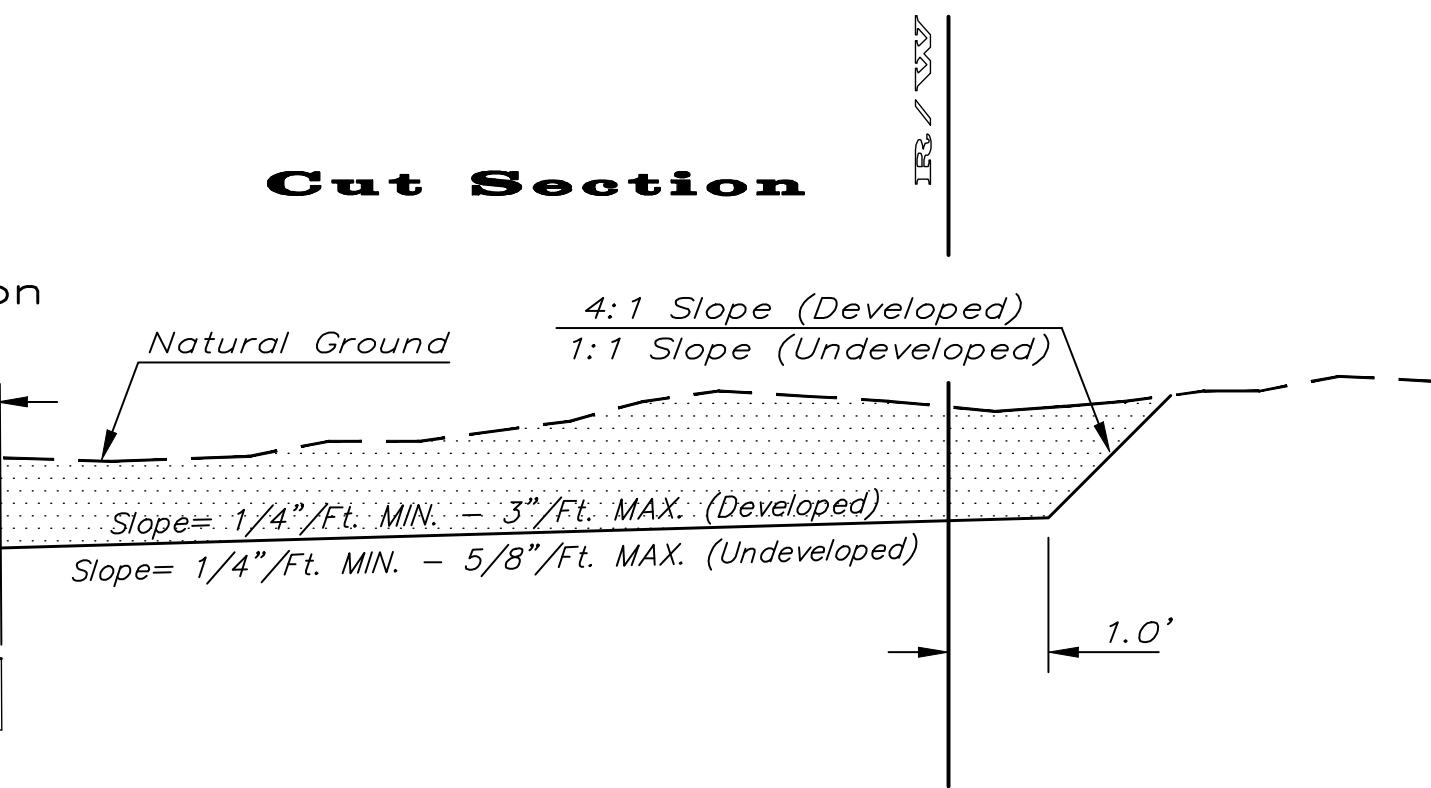 R/W
Cut Section
on
4:1 Slope (Developed)
Natural Ground
1:1 Slope (Undeveloped)
Slope= 1/4"/Ft. MIN. - 3"/Ft. MAX. (Developed)
Slope= 1/4"/Ft. MIN. - 5/8"/Ft. MAX. (Undeveloped)
1.0'